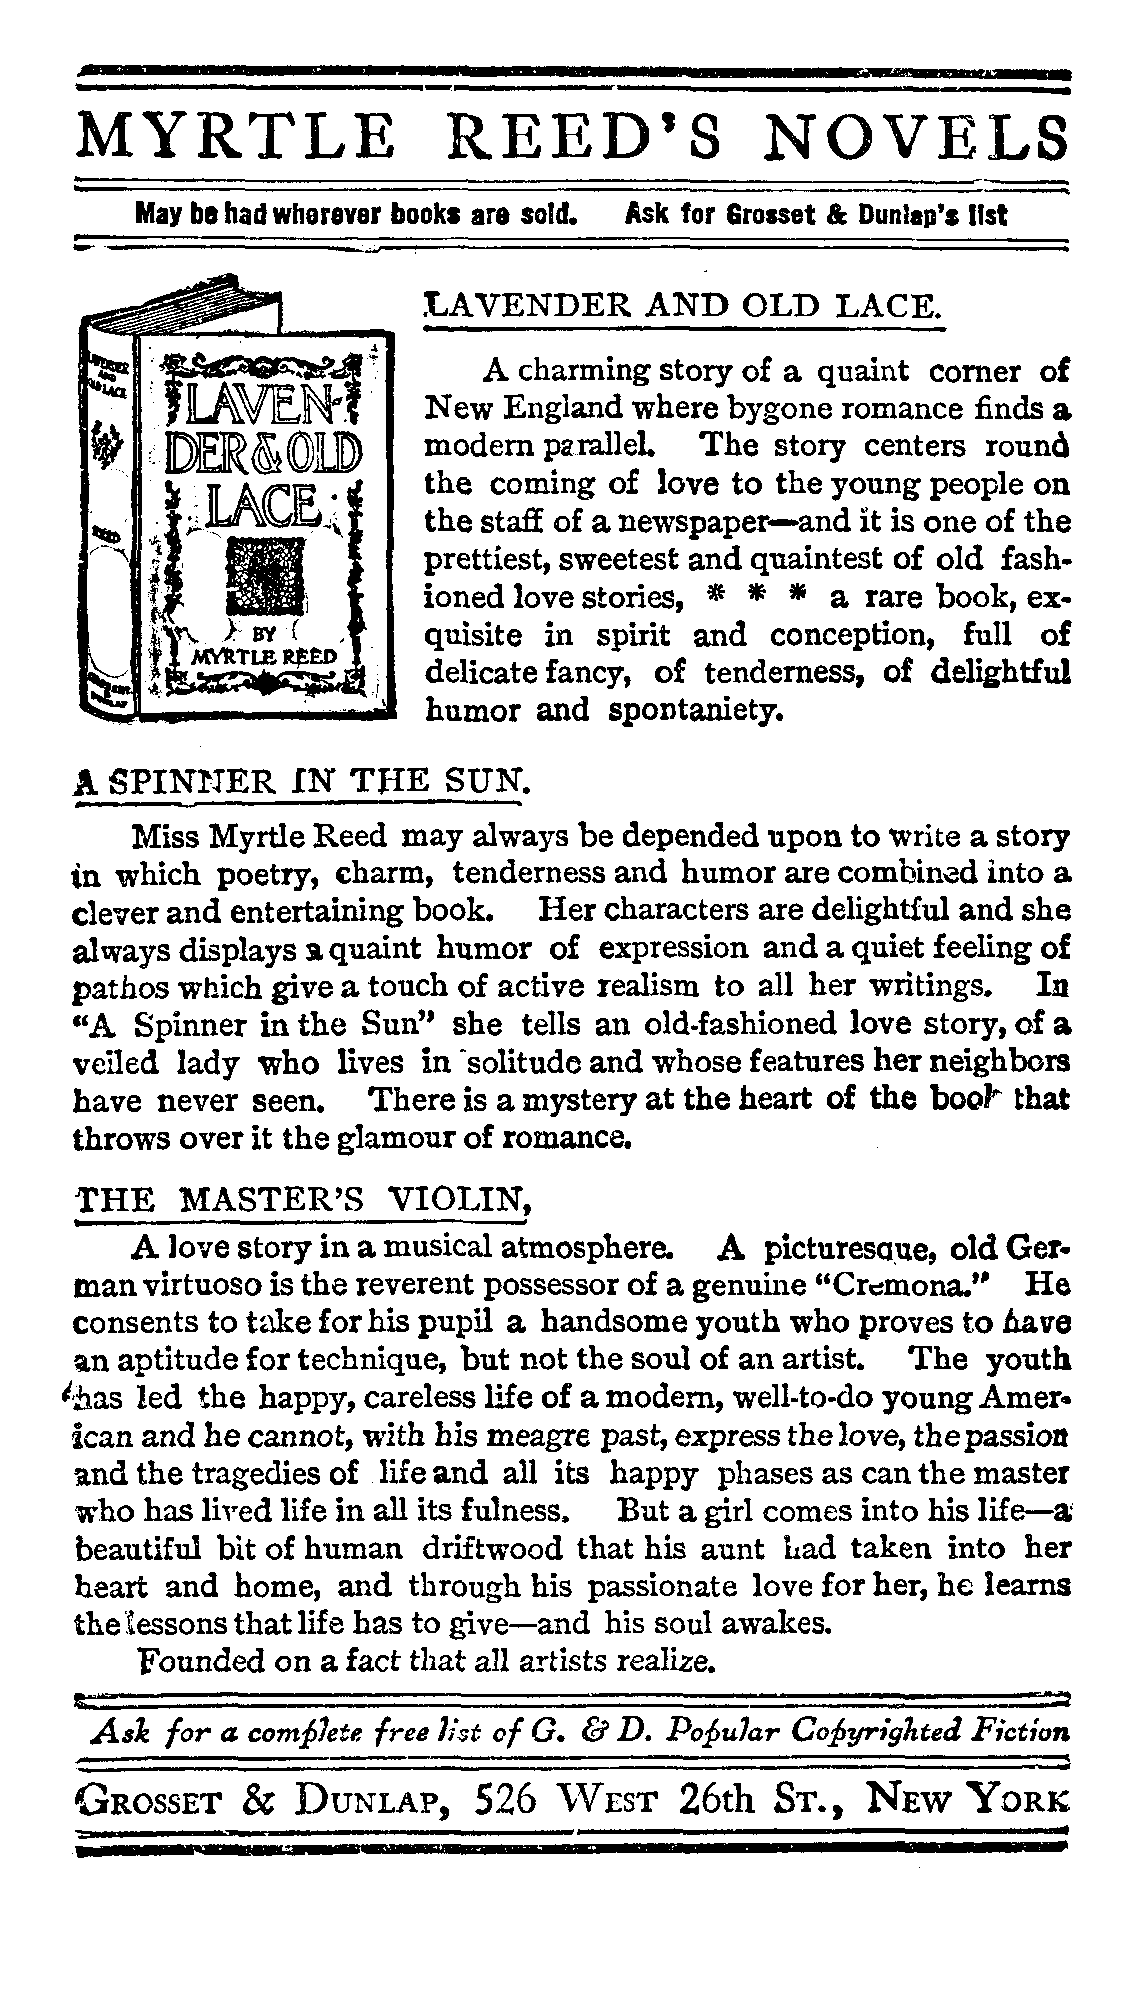 MYRTLE REED'S NOVELS
May be had wherever books are sold. Ask for Grosset & Dunlap's list
LAVENDER AND OLD LACE
REED
LAVEN-
DER & OLD
LACE
BY
MYRTLE REED
LAVENDER AND OLD LACE.
A charming story of a quaint corner of
New England where bygone romance finds a
modern parallel. The story centers round
the coming of love to the young people on
the staff of a newspaper—and it is one of the
prettiest, sweetest and quaintest of old fash-
ioned love stories, * * * a rare book, ex-
quisite in spirit and conception, full of
delicate fancy, of tenderness, of delightful
humor and spontaniety.
A SPINNER IN THE SUN.
Miss Myrtle Reed may always be depended upon to write a story
in which poetry, charm, tenderness and humor are combined into a
clever and entertaining book. Her characters are delightful and she
always displays a quaint humor of expression and a quiet feeling of
pathos which give a touch of active realism to all her writings. In
“A Spinner in the Sun” she tells an old-fashioned love story, of a
veiled lady who lives in solitude and whose features her neighbors
have never seen. There is a mystery at the heart of the book that
throws over it the glamour of romance.
THE MASTER'S VIOLIN,
A love story in a musical atmosphere. A picturesque, old Ger-
man virtuoso is the reverent possessor of a genuine “Cremona.” He
consents to take for his pupil a handsome youth who proves to have
an aptitude for technique, but not the soul of an artist. The youth
has led the happy, careless life of a modern, well-to-do young Amer-
ican and he cannot, with his meagre past, express the love, the passion
and the tragedies of life and all its happy phases as can the master
who has lived life in all its fulness. But a girl comes into his life—a
beautiful bit of human driftwood that his aunt had taken into her
heart and home, and through his passionate love for her, he learns
the lessons that life has to give—and his soul awakes.
Founded on a fact that all artists realize.
Ask for a complete free list of G. & D. Popular Copyrighted Fiction
GROSSET & DUNLAP, 526 WEST 26th ST., NEW YORK